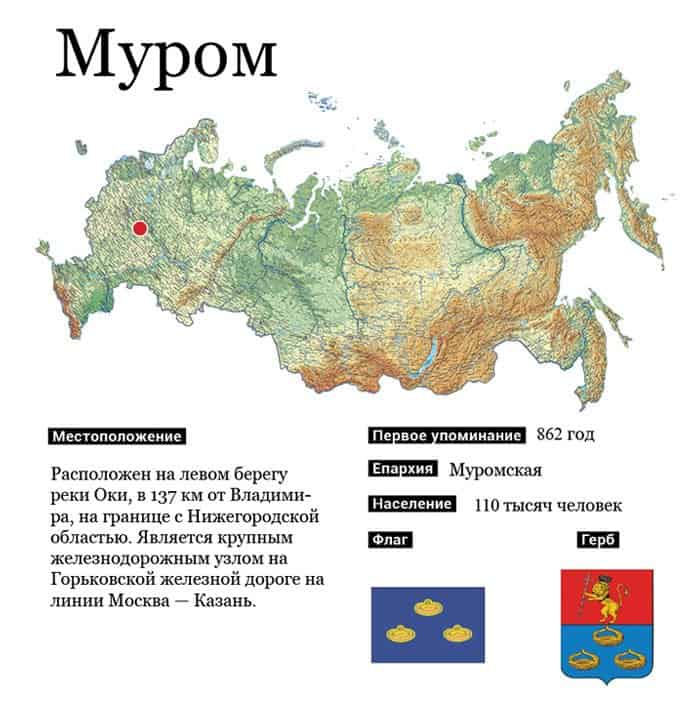 Муром
Местоположение
Расположен на левом берегу
реки Оки, в 137 км от Владими-
ра, на границе с Нижегородской
областью. Является крупным
железнодорожным узлом на
Горьковской железной дороге на
линии Москва — Казань.
Первое упоминание 862 год
Епархия Муромская
Население 110 тысяч человек
Флаг
Герб